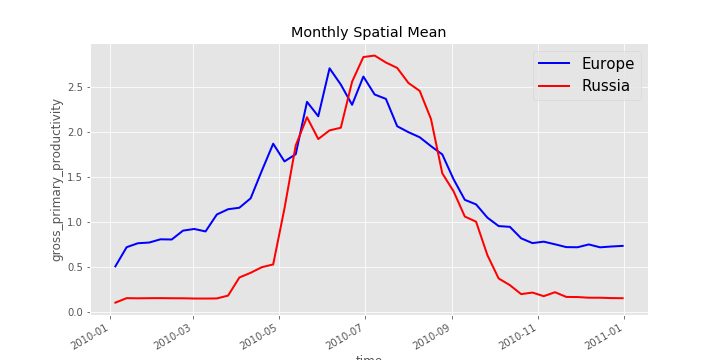 Monthly Spatial Mean
Europe
Russia
gross_primary_productivity
2.5
2.0
1.5
1.0
0.5
0.0
2010-01
2010-03
2010-05
2010-07
2010-09
2010-11
2011-01
time